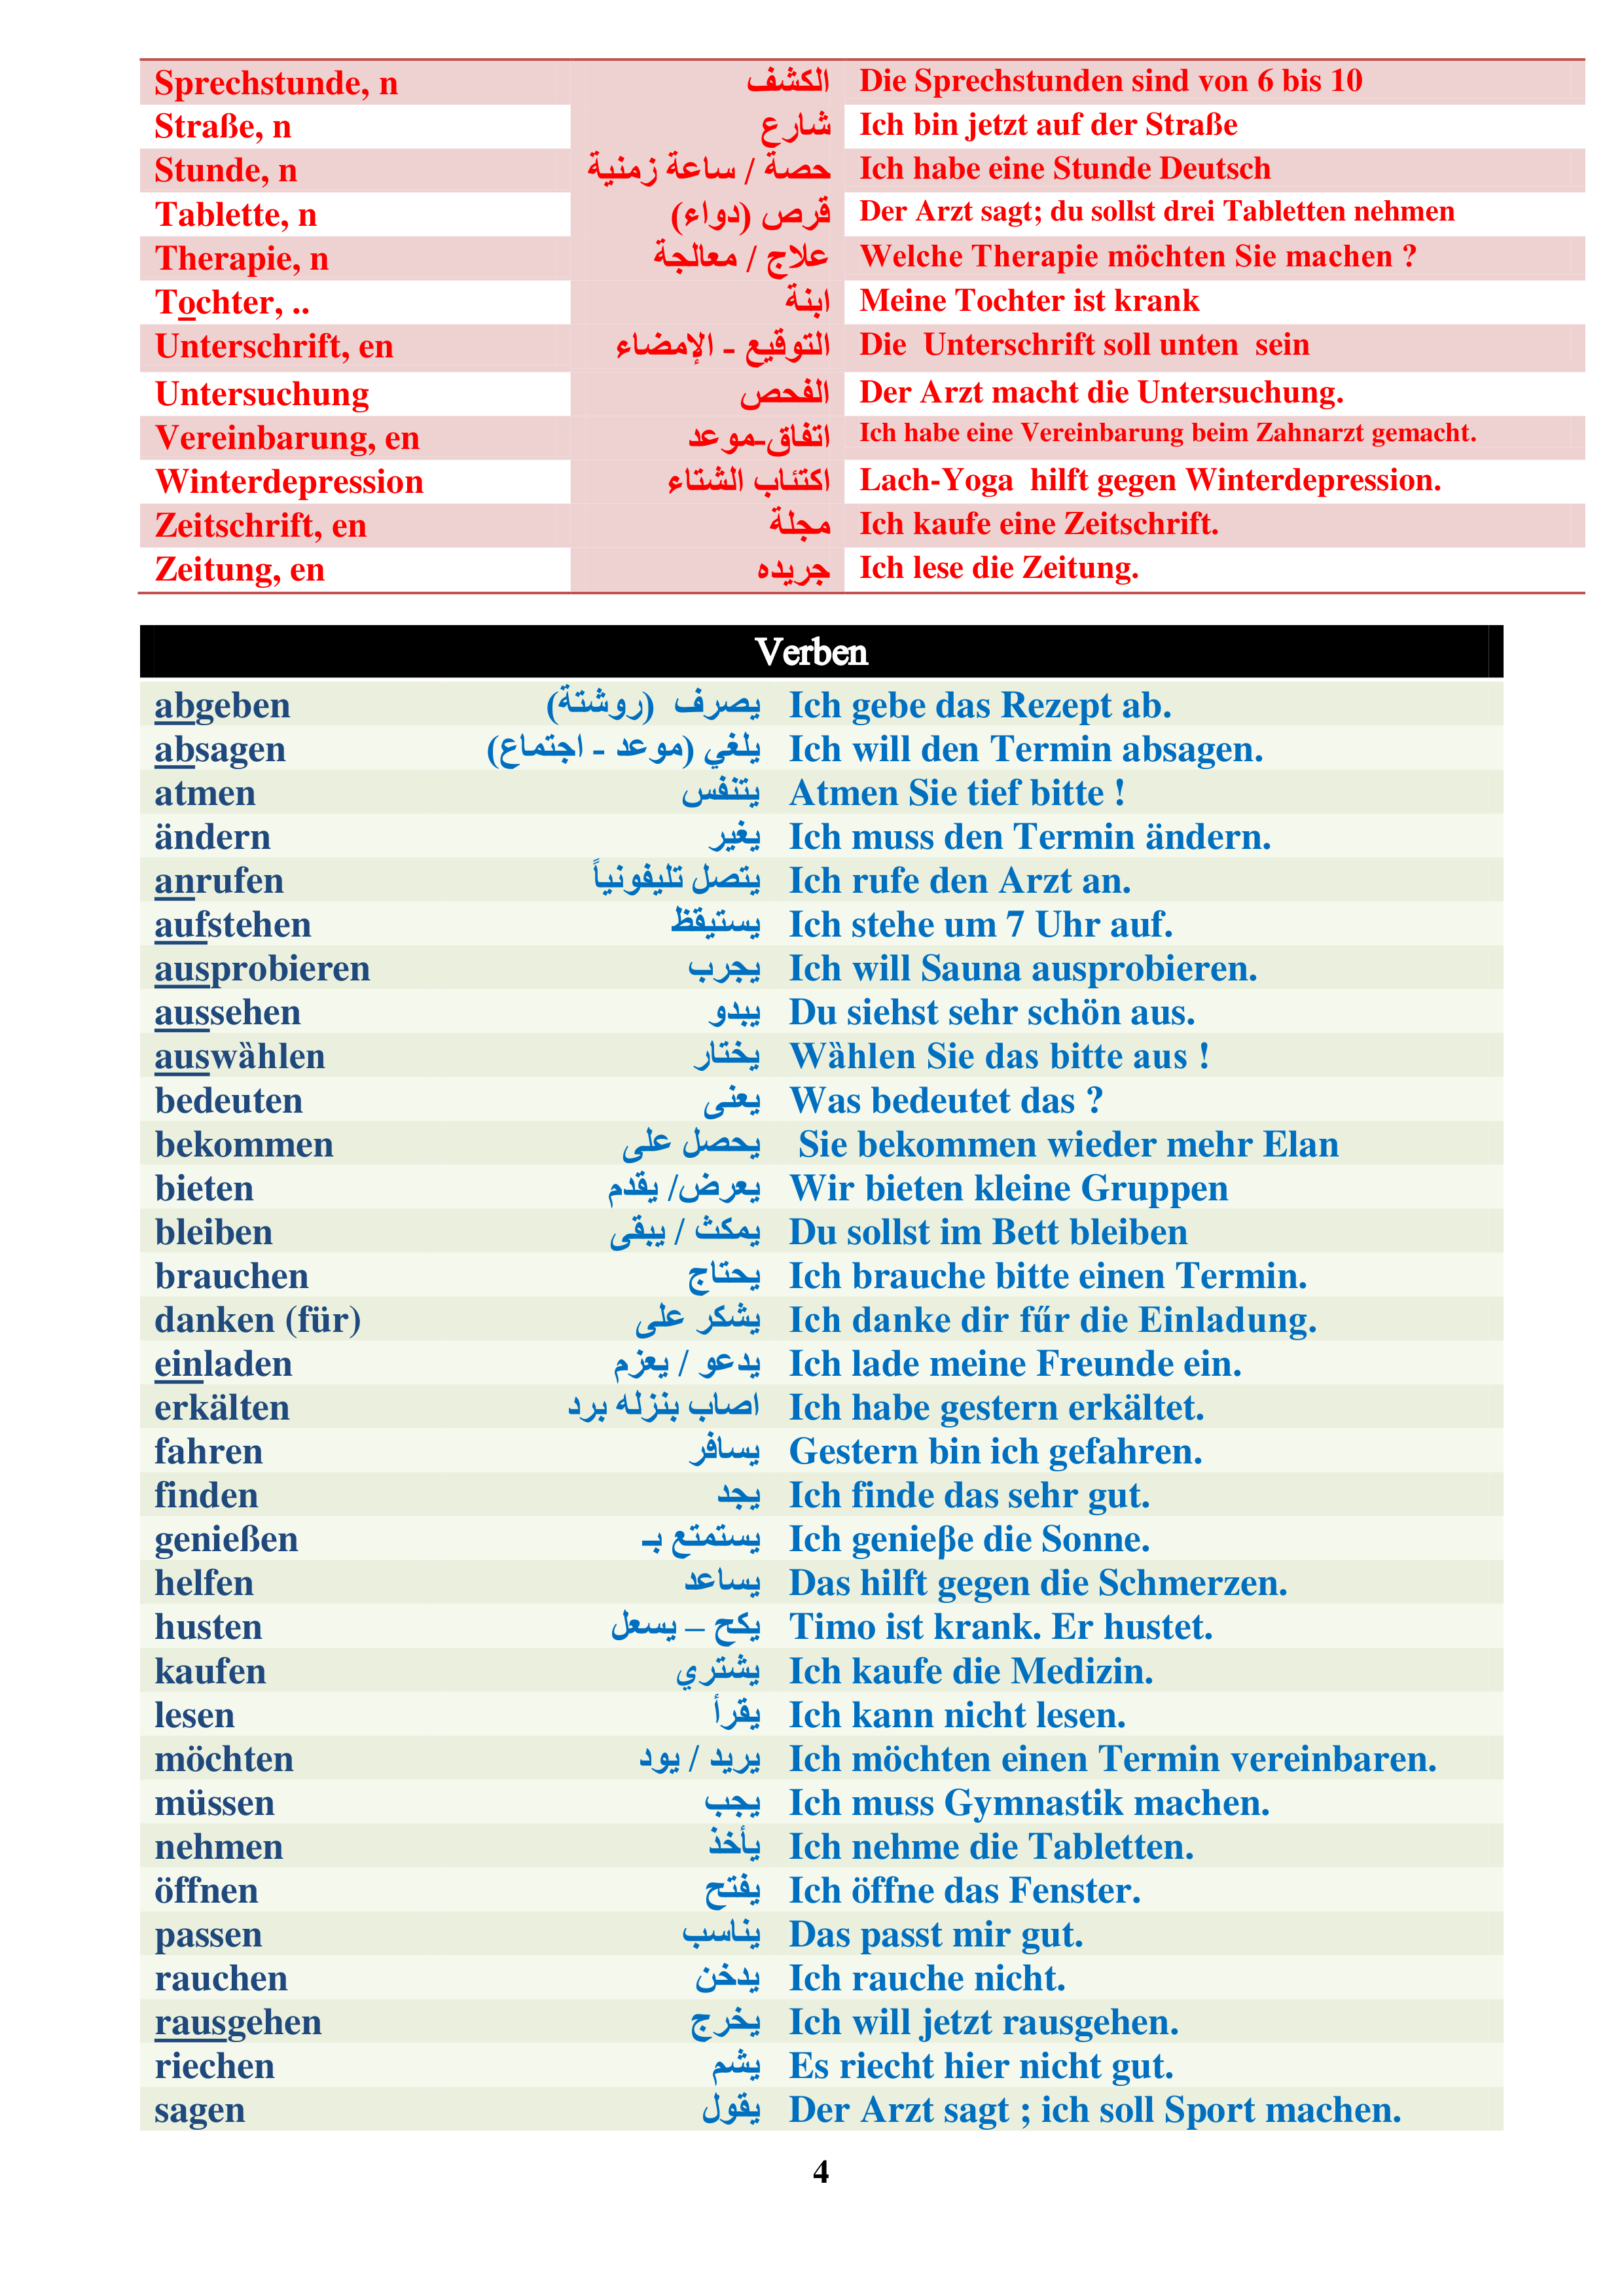 Sprechstunde, n الكشف Die Sprechstunden sind von 6 bis 10
Straße, n شارع Ich bin jetzt auf der Straße
Stunde, n حصة / ساعة زمنية Ich habe eine Stunde Deutsch
Tablette, n قرص (دواء) Der Arzt sagt; du sollst drei Tabletten nehmen
Therapie, n علاج / معالجة Welche Therapie möchten Sie machen ?
Tochter, .. ابنة Meine Tochter ist krank
Unterschrift, en التوقيع - الإمضاء Die Unterschrift soll unten sein
Untersuchung الفحص Der Arzt macht die Untersuchung.
Vereinbarung, en اتفاق-موعد Ich habe eine Vereinbarung beim Zahnarzt gemacht.
Winterdepression اكتئاب الشتاء Lach-Yoga hilft gegen Winterdepression.
Zeitschrift, en مجلة Ich kaufe eine Zeitschrift.
Zeitung, en جريده Ich lese die Zeitung.
Verben
abgeben يصرف (روشتة) Ich gebe das Rezept ab.
absagen يلغي (موعد - اجتماع) Ich will den Termin absagen.
atmen يتنفس Atmen Sie tief bitte !
ändern يغير Ich muss den Termin ändern.
anrufen يتصل تليفونياً Ich rufe den Arzt an.
aufstehen يستيقظ Ich stehe um 7 Uhr auf.
ausprobieren يجرب Ich will Sauna ausprobieren.
aussehen يبدو Du siehst sehr schön aus.
auswählen يختار Wählen Sie das bitte aus !
bedeuten يعنى Was bedeutet das ?
bekommen يحصل على Sie bekommen wieder mehr Elan
bieten يعرض/ يقدم Wir bieten kleine Gruppen
bleiben يمكث / يبقى Du sollst im Bett bleiben
brauchen يحتاج Ich brauche bitte einen Termin.
danken (für) يشكر على Ich danke dir fűr die Einladung.
einladen يدعو / يعزم Ich lade meine Freunde ein.
erkälten اصاب بنزله برد Ich habe gestern erkältet.
fahren يسافر Gestern bin ich gefahren.
finden يجد Ich finde das sehr gut.
genießen يستمتع بـ Ich genieβe die Sonne.
helfen يساعد Das hilft gegen die Schmerzen.
husten يكح – يسعل Timo ist krank. Er hustet.
kaufen يشتري Ich kaufe die Medizin.
lesen يقرأ Ich kann nicht lesen.
möchten يريد / يود Ich möchten einen Termin vereinbaren.
müssen يجب Ich muss Gymnastik machen.
nehmen يأخذ Ich nehme die Tabletten.
öffnen يفتح Ich öffne das Fenster.
passen يناسب Das passt mir gut.
rauchen يدخن Ich rauche nicht.
rausgehen يخرج Ich will jetzt rausgehen.
riechen يشم Es riecht hier nicht gut.
sagen يقول Der Arzt sagt ; ich soll Sport machen.
4